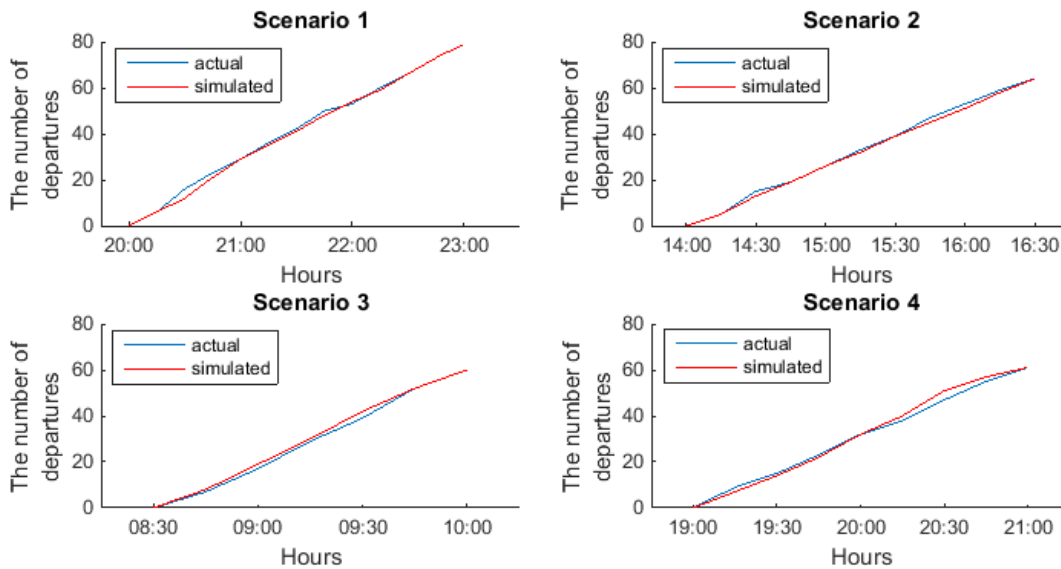 Scenario 1
The number of
departures
80
60
40
20
0
actual
simulated
20:00 21:00 22:00 23:00
Hours
Scenario 2
The number of
departures
80
60
40
20
0
actual
simulated
14:00 14:30 15:00 15:30 16:00 16:30
Hours
Scenario 3
The number of
departures
80
60
40
20
0
actual
simulated
08:30 09:00 09:30 10:00
Hours
Scenario 4
The number of
departures
80
60
40
20
0
actual
simulated
19:00 19:30 20:00 20:30 21:00
Hours